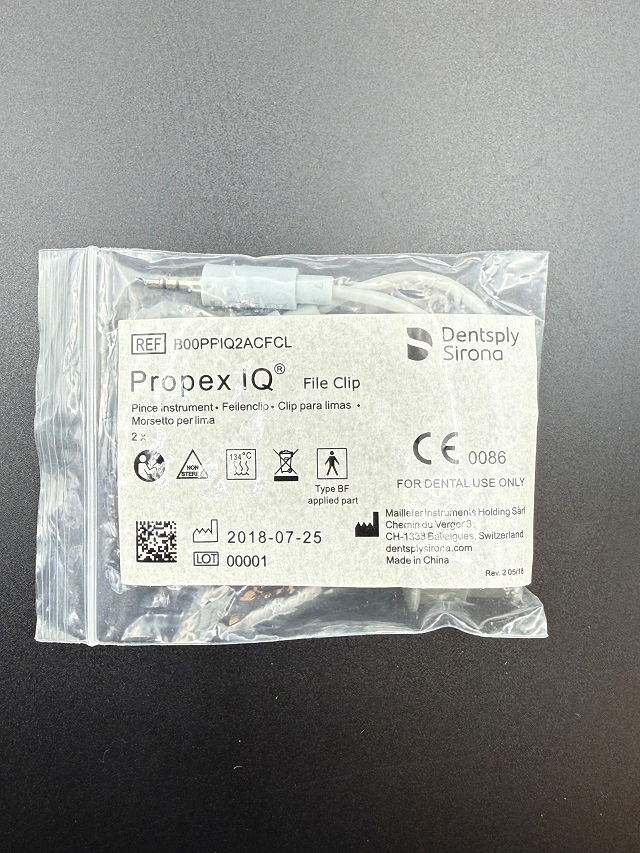 REF B00PPIQ2ACFCL
Dentsply
Sirona
Propex iQ® File Clip
Pince instrument • Feilenclip • Clip para limas •
Morsetto per lima
2 x
NON
STERILE
134°C
Type BF
applied part
CE 0086
FOR DENTAL USE ONLY
2018-07-25
LOT 00001
Maillefer Instruments Holding Sàrl
Chemin du Verger 3
CH-1338 Ballaigues, Switzerland
dentsplysirona.com
Made in China
Rev. 2 05/18